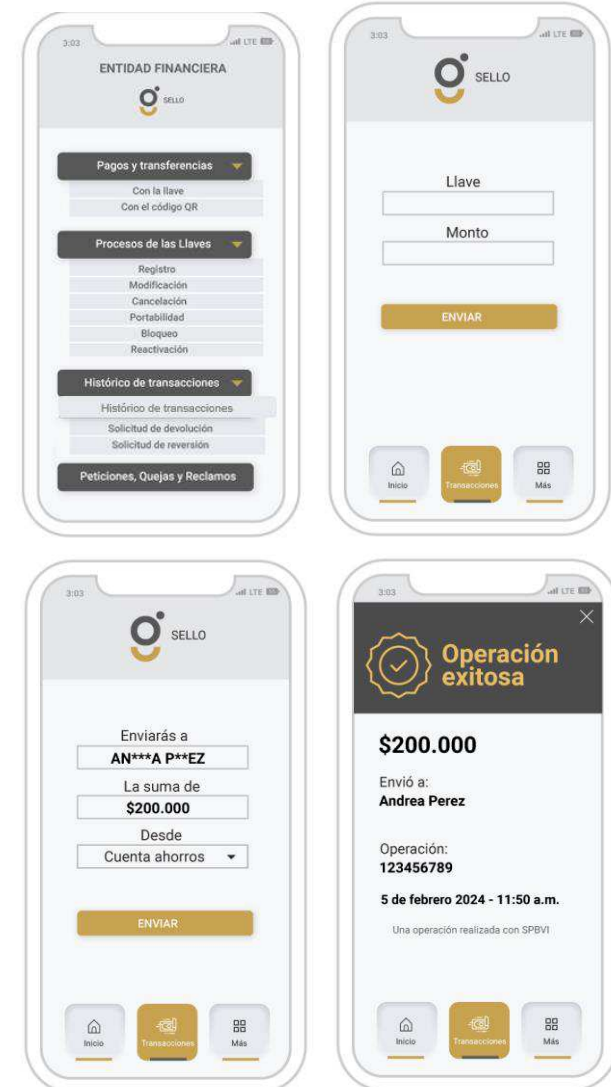 3:03
LTE
ENTIDAD FINANCIERA
SELLO
Pagos y transferencias
Con la llave
Con el código QR
Procesos de las Llaves
Registro
Modificación
Cancelación
Portabilidad
Bloqueo
Reactivación
Histórico de transacciones
Histórico de transacciones
Solicitud de devolución
Solicitud de reversión
Peticiones, Quejas y Reclamos
3:03
LTE
SELLO
Llave
Monto
ENVIAR
Inicio
Transacciones
Más
3:03
LTE
SELLO
Enviarás a
AN***A P**EZ
La suma de
$200.000
Desde
Cuenta ahorros
ENVIAR
Inicio
Transacciones
Más
3:03
LTE
Operación
exitosa
$200.000
Envió a:
Andrea Perez
Operación:
123456789
5 de febrero 2024 - 11:50 a.m.
Una operación realizada con SPBVI
Inicio
Transacciones
Más